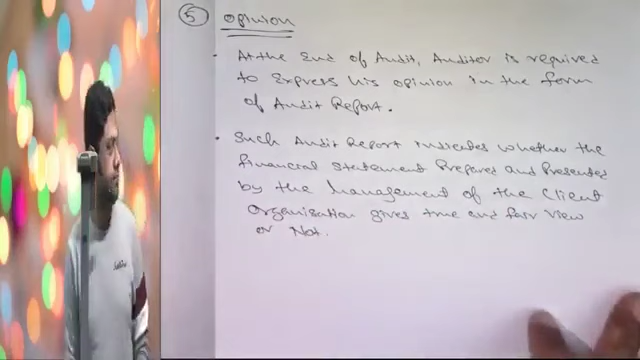 5 opinion
• At the End of Audit, Auditor is required
to Express his opinion in the form
of Audit Report.
• Such Audit Report indicates whether the
financial statement Prepared and Presented
by the Management of the Client
Organisation gives true and fair view
or Not.